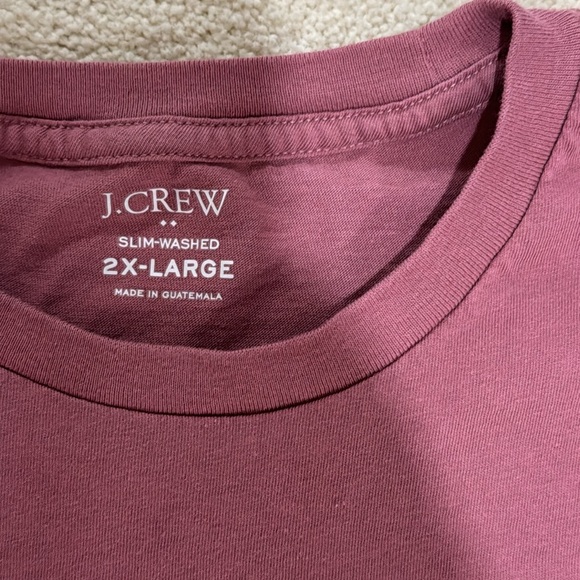 J.CREW
SLIM-WASHED
2X-LARGE
MADE IN GUATEMALA